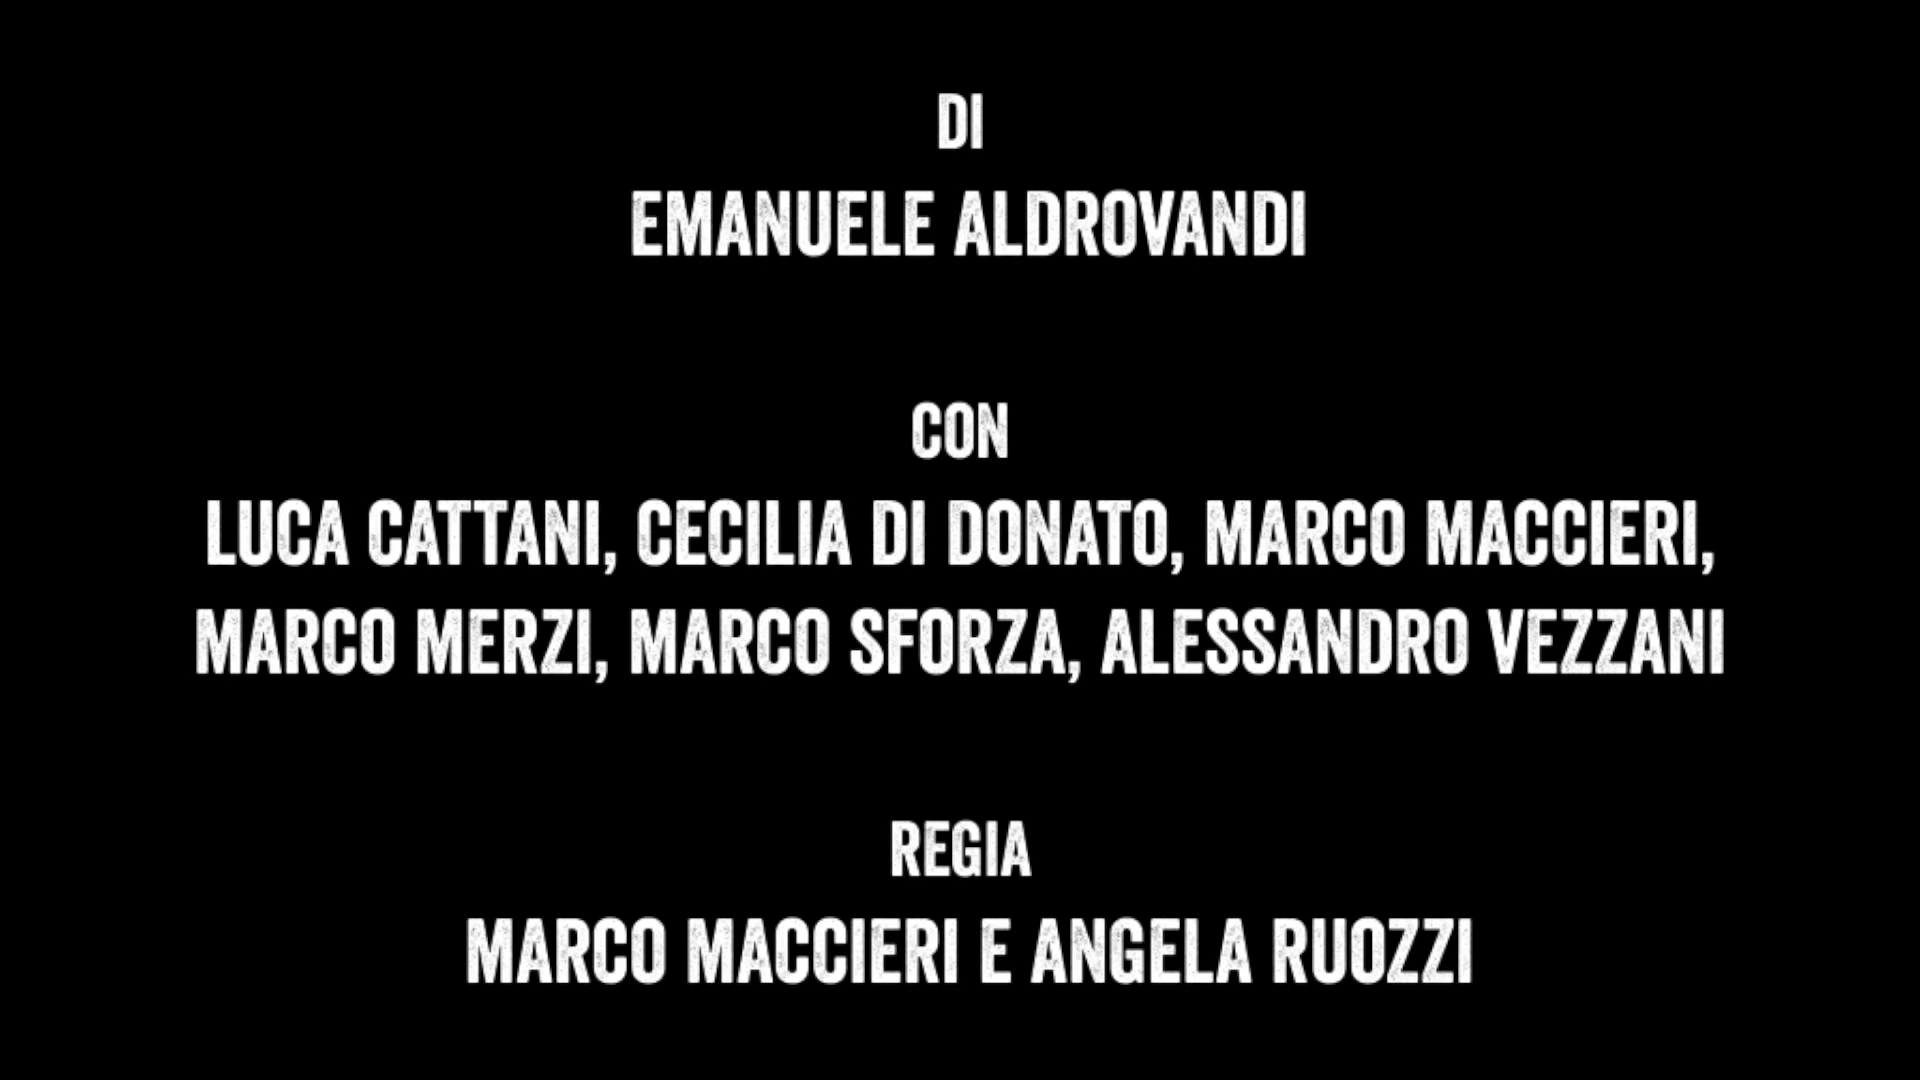 DI
EMANUELE ALDROVANDI
CON
LUCA CATTANI, CECILIA DI DONATO, MARCO MACCIERI,
MARCO MERZI, MARCO SFORZA, ALESSANDRO VEZZANI
REGIA
MARCO MACCIERI E ANGELA RUOZZI